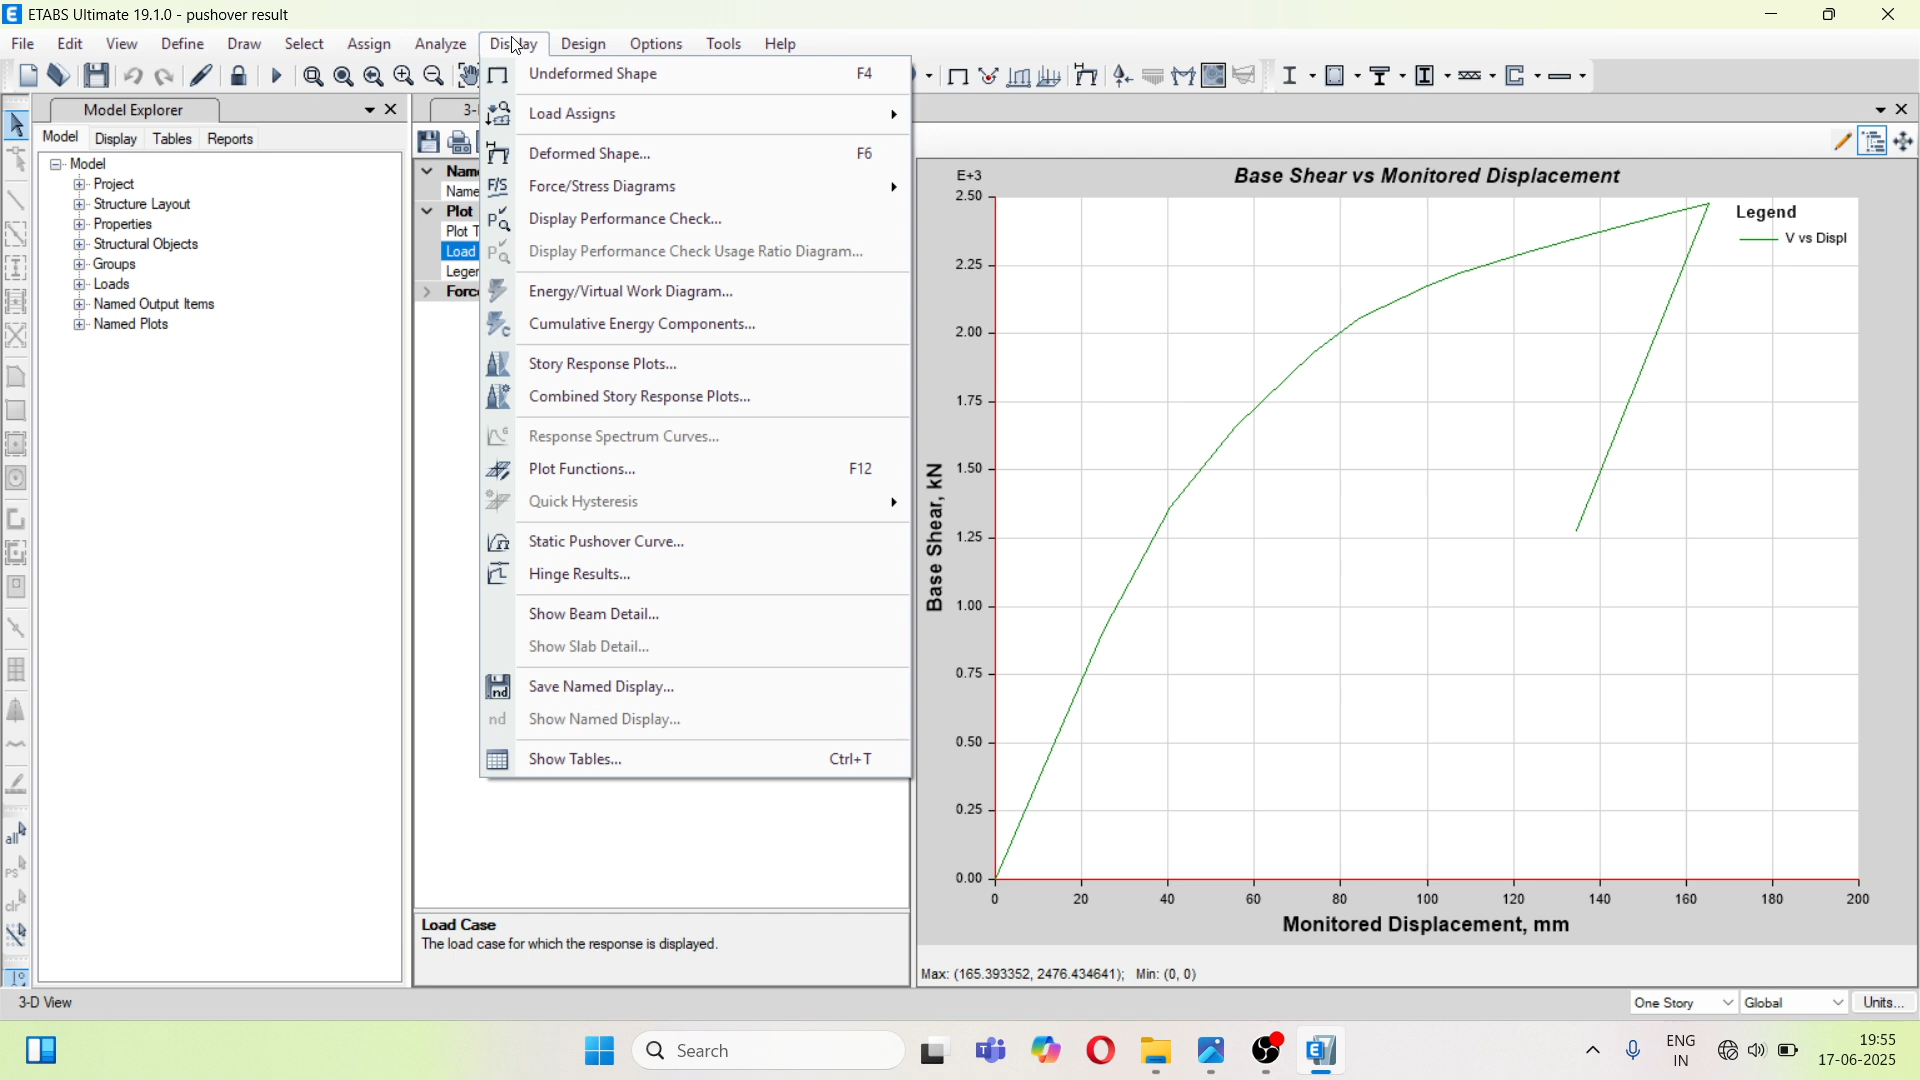 ETABS Ultimate 19.1.0 - pushover result
File Edit View Define Draw Select Assign Analyze Display Design Options Tools Help
Model Explorer
Model Display Tables Reports
Model
Project
Structure Layout
Properties
Structural Objects
Groups
Loads
Named Output Items
Named Plots
all
ps
clr
3-
Name
Plot
Load
Undeformed Shape F4
Load Assigns
Deformed Shape... F6
Force/Stress Diagrams
Display Performance Check...
Display Performance Check Usage Ratio Diagram...
Energy/Virtual Work Diagram...
Cumulative Energy Components...
Story Response Plots...
Combined Story Response Plots...
Response Spectrum Curves...
Plot Functions... F12
Quick Hysteresis
Static Pushover Curve...
Hinge Results...
Show Beam Detail...
Show Slab Detail...
nd Save Named Display...
nd Show Named Display...
Show Tables... Ctrl+T
Load Case
The load case for which the response is displayed.
Base Shear vs Monitored Displacement
E+3
2.50
2.25
2.00
1.75
1.50
1.25
1.00
0.75
0.50
0.25
0.00
Base Shear, kN
Legend
V vs Displ
0 20 40 60 80 100 120 140 160 180 200
Monitored Displacement, mm
Max: (165.393352, 2476.434641); Min: (0, 0)
3-D View
One Story Global Units...
Search
ENG
IN
19:55
17-06-2025